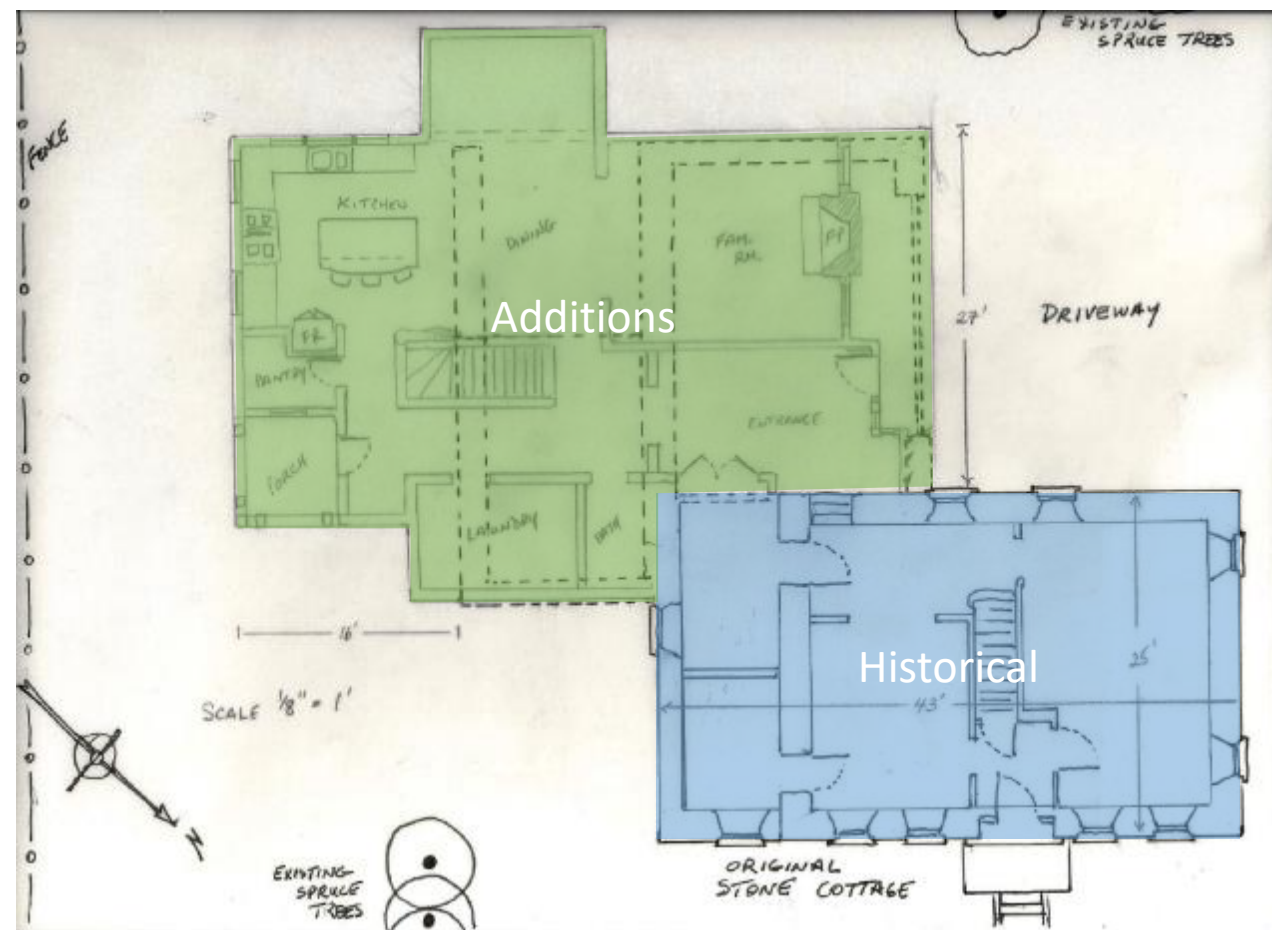 EXISTING
SPRUCE TREES
FENCE
KITCHEN
DINING
FAM.
RM.
FP
27'
DRIVEWAY
Additions
FR.
PANTRY
ENTRANCE
PORCH
LAUNDRY
BATH
16'
SCALE 1/8" = 1'
Historical
25'
43'
N
EXISTING
SPRUCE
TREES
ORIGINAL
STONE COTTAGE